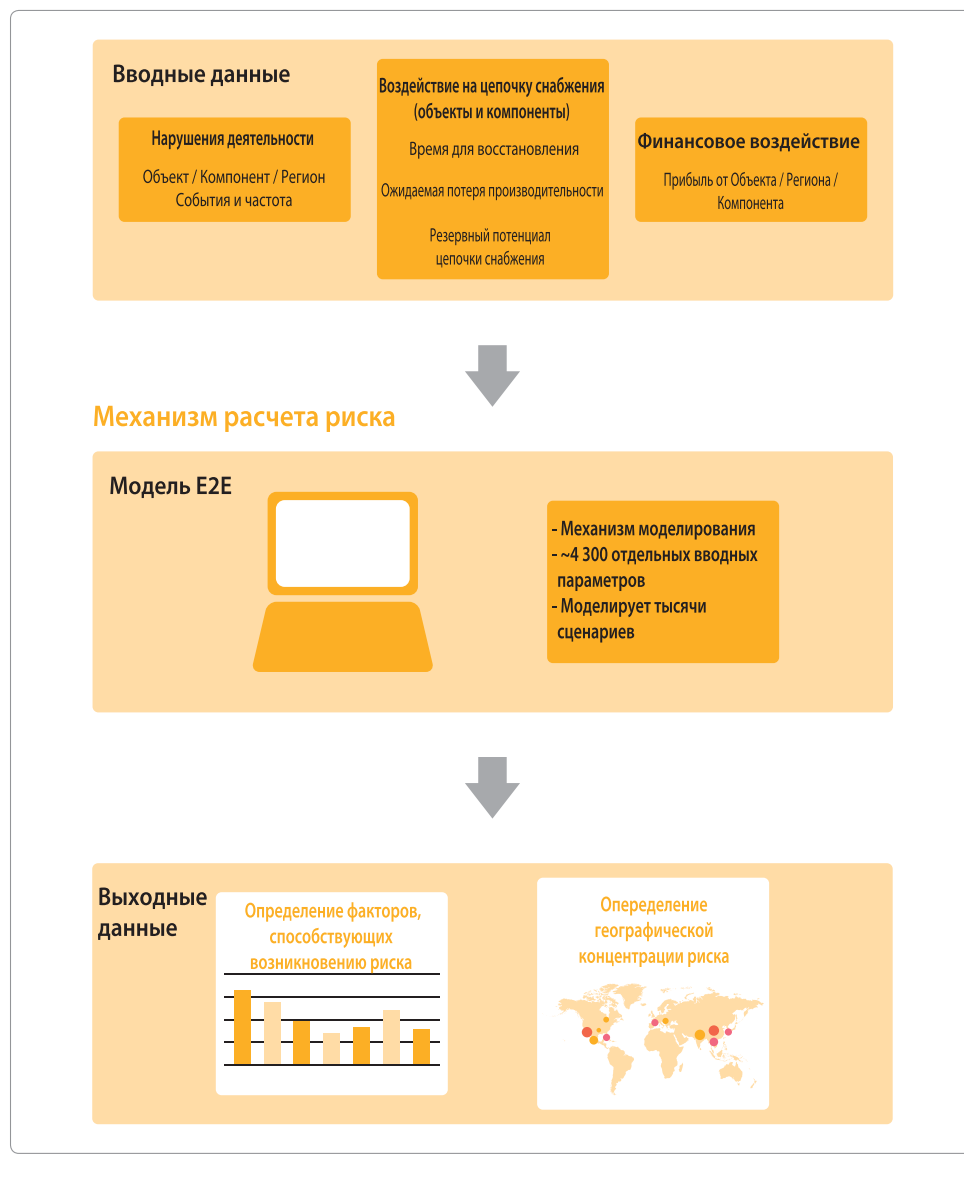 Вводные данные
Нарушения деятельности
Объект / Компонент / Регион
События и частота
Воздействие на цепочку снабжения
(объекты и компоненты)
Время для восстановления
Ожидаемая потеря производительности
Резервный потенциал
цепочки снабжения
Финансовое воздействие
Прибыль от Объекта / Региона /
Компонента
Механизм расчета риска
Модель E2E
- Механизм моделирования
- ~4 300 отдельных вводных
параметров
- Моделирует тысячи
сценариев
Выходные
данные
Определение факторов,
способствующих
возникновению риска
Опеределение
географической
концентрации риска